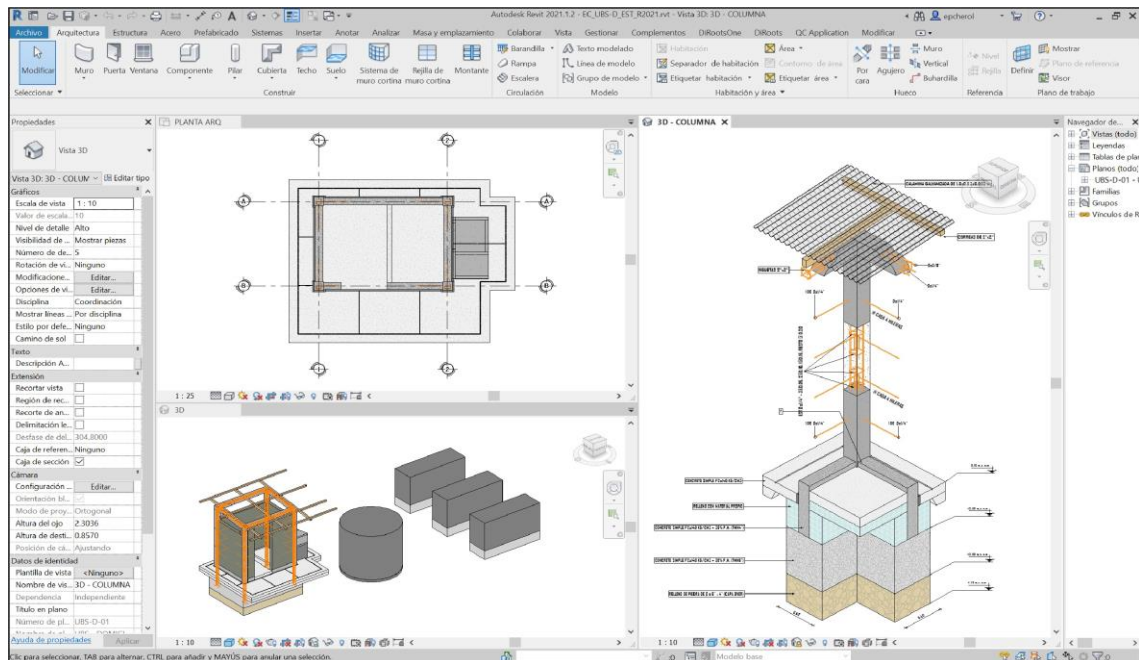 Autodesk Revit 2021.1.2 - EC_UBS-D_EST_R2021.rvt - Vista 3D: 3D - COLUMNA
epcherol
Archivo Arquitectura Estructura Acero Prefabricado Sistemas Insertar Anotar Analizar Masa y emplazamiento Colaborar Vista Gestionar Complementos DiRootsOne DiRoots QC Application Modificar
Modificar
Muro Puerta Ventana Componente Pilar Cubierta Techo Suelo Sistema de muro cortina Rejilla de muro cortina Montante
Barandilla
Rampa
Escalera
Texto modelado
Línea de modelo
Grupo de modelo
Habitación
Separador de habitación
Etiquetar habitación
Área
Contorno de área
Etiquetar área
Por cara
Agujero
Muro
Vertical
Buhardilla
Nivel
Rejilla
Definir
Mostrar
Plano de referencia
Visor
Seleccionar
Construir
Circulación
Modelo
Habitación y área
Hueco
Referencia
Plano de trabajo
Propiedades
Vista 3D
Vista 3D: 3D - COLUM
Editar tipo
Gráficos
Escala de vista 1 : 10
Valor de escala... 10
Nivel de detalle Alto
Visibilidad de ... Mostrar piezas
Número de de... 5
Rotación de vi... Ninguno
Modificacione... Editar...
Opciones de vi... Editar...
Disciplina Coordinación
Mostrar líneas ... Por disciplina
Estilo por defe... Ninguno
Camino de sol
Texto
Descripción A...
Extensión
Recortar vista
Región de rec...
Recorte de an...
Delimitación le...
Desfase de del... 304.8000
Caja de referen... Ninguno
Caja de sección
Cámara
Configuración ... Editar...
Orientación bl...
Modo de proy... Ortogonal
Altura del ojo 2.3036
Altura de desti... 0.8570
Posición de cá... Ajustando
Datos de identidad
Plantilla de vista <Ninguno>
Nombre de vis... 3D - COLUMNA
Dependencia Independiente
Título en plano
Número de pl... UBS-D-01
Ayuda de propiedades
Aplicar
PLANTA ARQ
1 2
A A
B B
1 2
1 : 25
3D
1 : 10
3D - COLUMNA
CORREAS DE 2"x2"
1 : 10
Navegador de...
Vistas (todo)
Leyendas
Tablas de plan
Planos (todo)
UBS-D-01 -
Familias
Grupos
Vínculos de R
Clic para seleccionar, TAB para alternar, CTRL para añadir y MAYÚS para anular una selección.
:0
Modelo base
:0